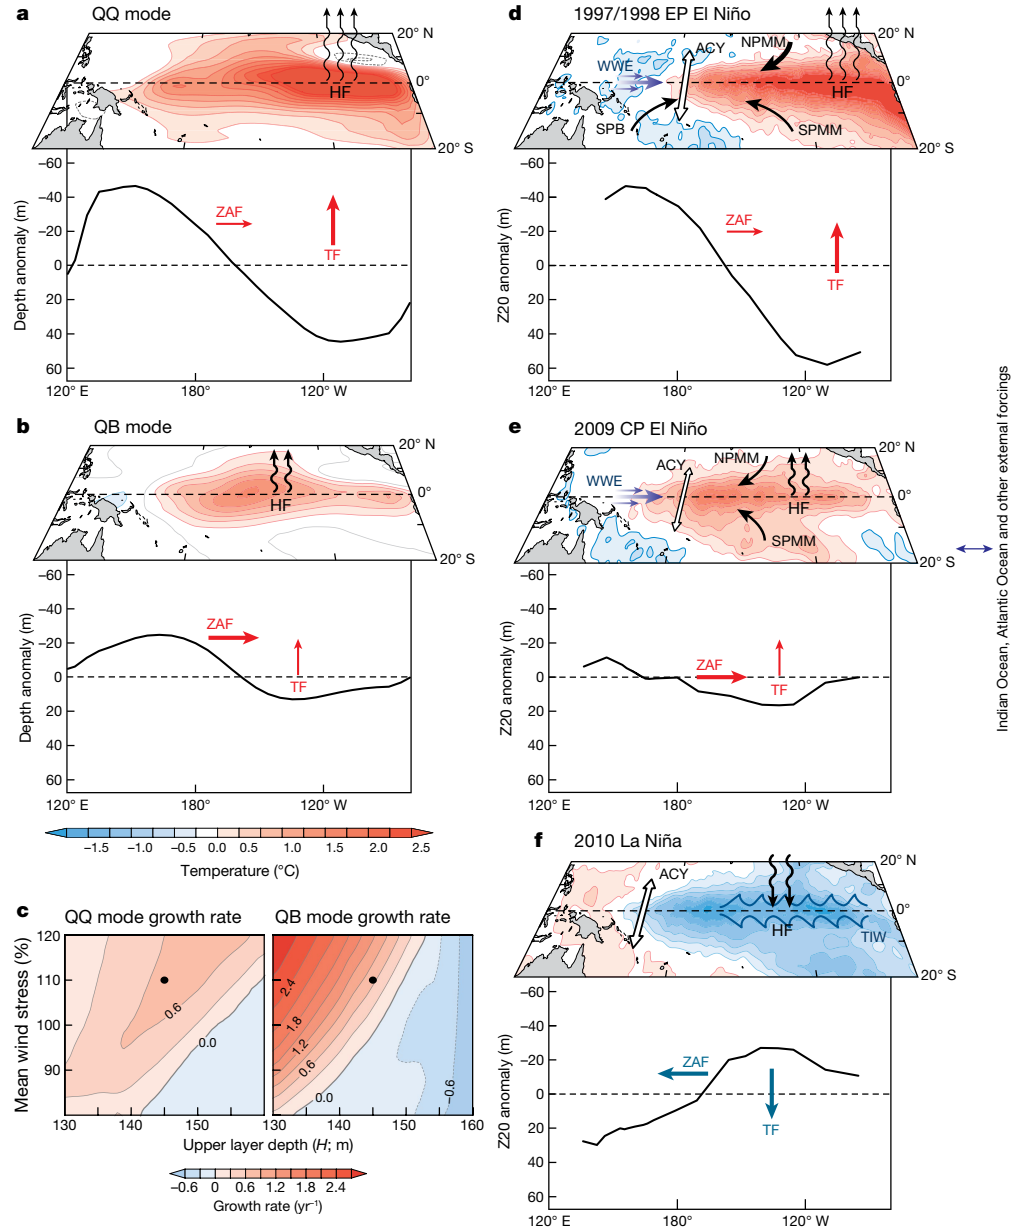 a QQ mode
20° N
0°
20° S
HF
−60
−40
−20
0
20
40
60
Depth anomaly (m)
ZAF
TF
120° E
180°
120° W
b QB mode
20° N
0°
20° S
HF
−60
−40
−20
0
20
40
60
Depth anomaly (m)
ZAF
TF
120° E
180°
120° W
−1.5 −1.0 −0.5 0.0 0.5 1.0 1.5 2.0 2.5
Temperature (°C)
c
QQ mode growth rate
QB mode growth rate
Mean wind stress (%)
120
110
100
90
0.6
0.0
2.4
1.8
1.2
0.6
0.0
−0.6
130 140 150 130 140 150 160
Upper layer depth (H; m)
−0.6 0 0.6 1.2 1.8 2.4
Growth rate (yr⁻¹)
d 1997/1998 EP El Niño
20° N
0°
20° S
ACY
NPMM
WWE
HF
SPB
SPMM
−60
−40
−20
0
20
40
60
Z20 anomaly (m)
ZAF
TF
120° E
180°
120° W
e 2009 CP El Niño
20° N
0°
20° S
ACY
NPMM
WWE
HF
SPMM
−60
−40
−20
0
20
40
60
Z20 anomaly (m)
ZAF
TF
120° E
180°
120° W
f 2010 La Niña
20° N
0°
20° S
ACY
HF
TIW
−60
−40
−20
0
20
40
60
Z20 anomaly (m)
ZAF
TF
120° E
180°
120° W
Indian Ocean, Atlantic Ocean and other external forcings